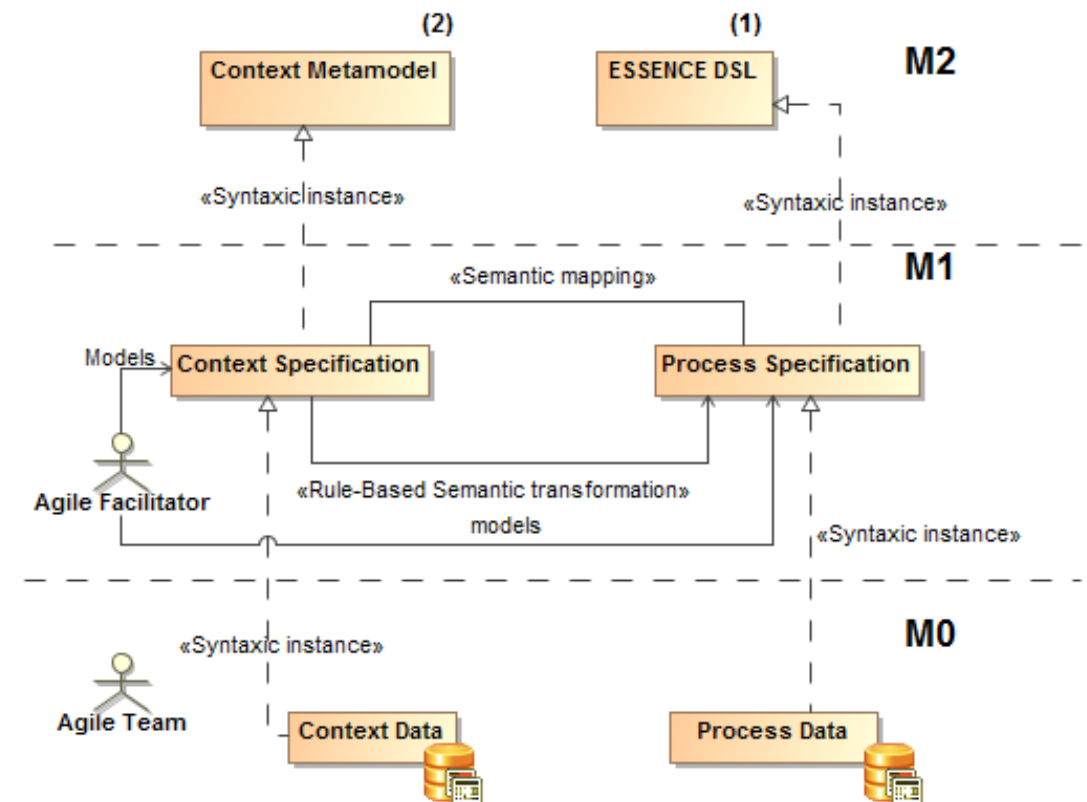 (2)
(1)
Context Metamodel
ESSENCE DSL
M2
«Syntaxic instance»
«Syntaxic instance»
M1
«Semantic mapping»
Models
Context Specification
Process Specification
Agile Facilitator
«Rule-Based Semantic transformation»
models
«Syntaxic instance»
M0
«Syntaxic instance»
Agile Team
Context Data
Process Data